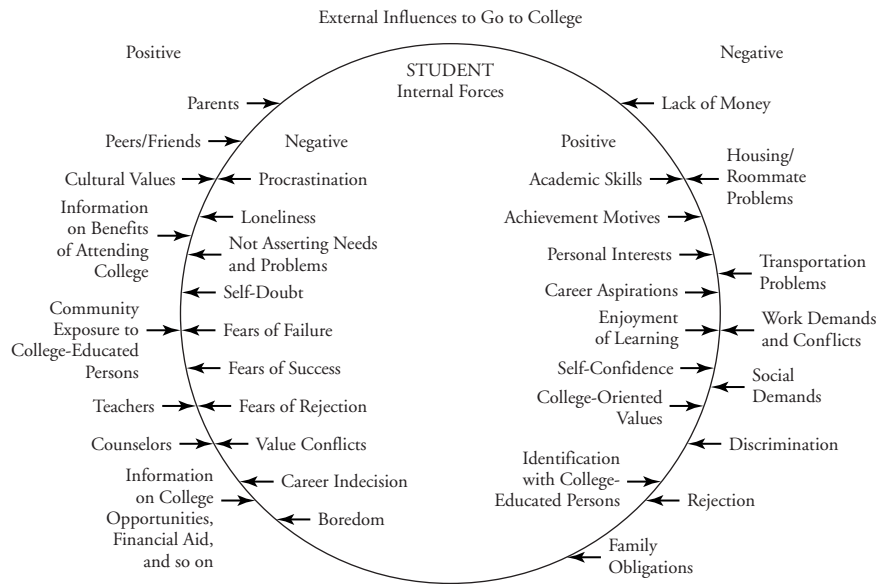 External Influences to Go to College
Positive
Negative
STUDENT
Internal Forces
Parents
Peers/Friends
Cultural Values
Information
on Benefits
of Attending
College
Community
Exposure to
College-Educated
Persons
Teachers
Counselors
Information
on College
Opportunities,
Financial Aid,
and so on
Negative
Procrastination
Loneliness
Not Asserting Needs
and Problems
Self-Doubt
Fears of Failure
Fears of Success
Fears of Rejection
Value Conflicts
Career Indecision
Boredom
Positive
Academic Skills
Achievement Motives
Personal Interests
Career Aspirations
Enjoyment
of Learning
Self-Confidence
College-Oriented
Values
Identification
with College-
Educated Persons
Lack of Money
Housing/
Roommate
Problems
Transportation
Problems
Work Demands
and Conflicts
Social
Demands
Discrimination
Rejection
Family
Obligations